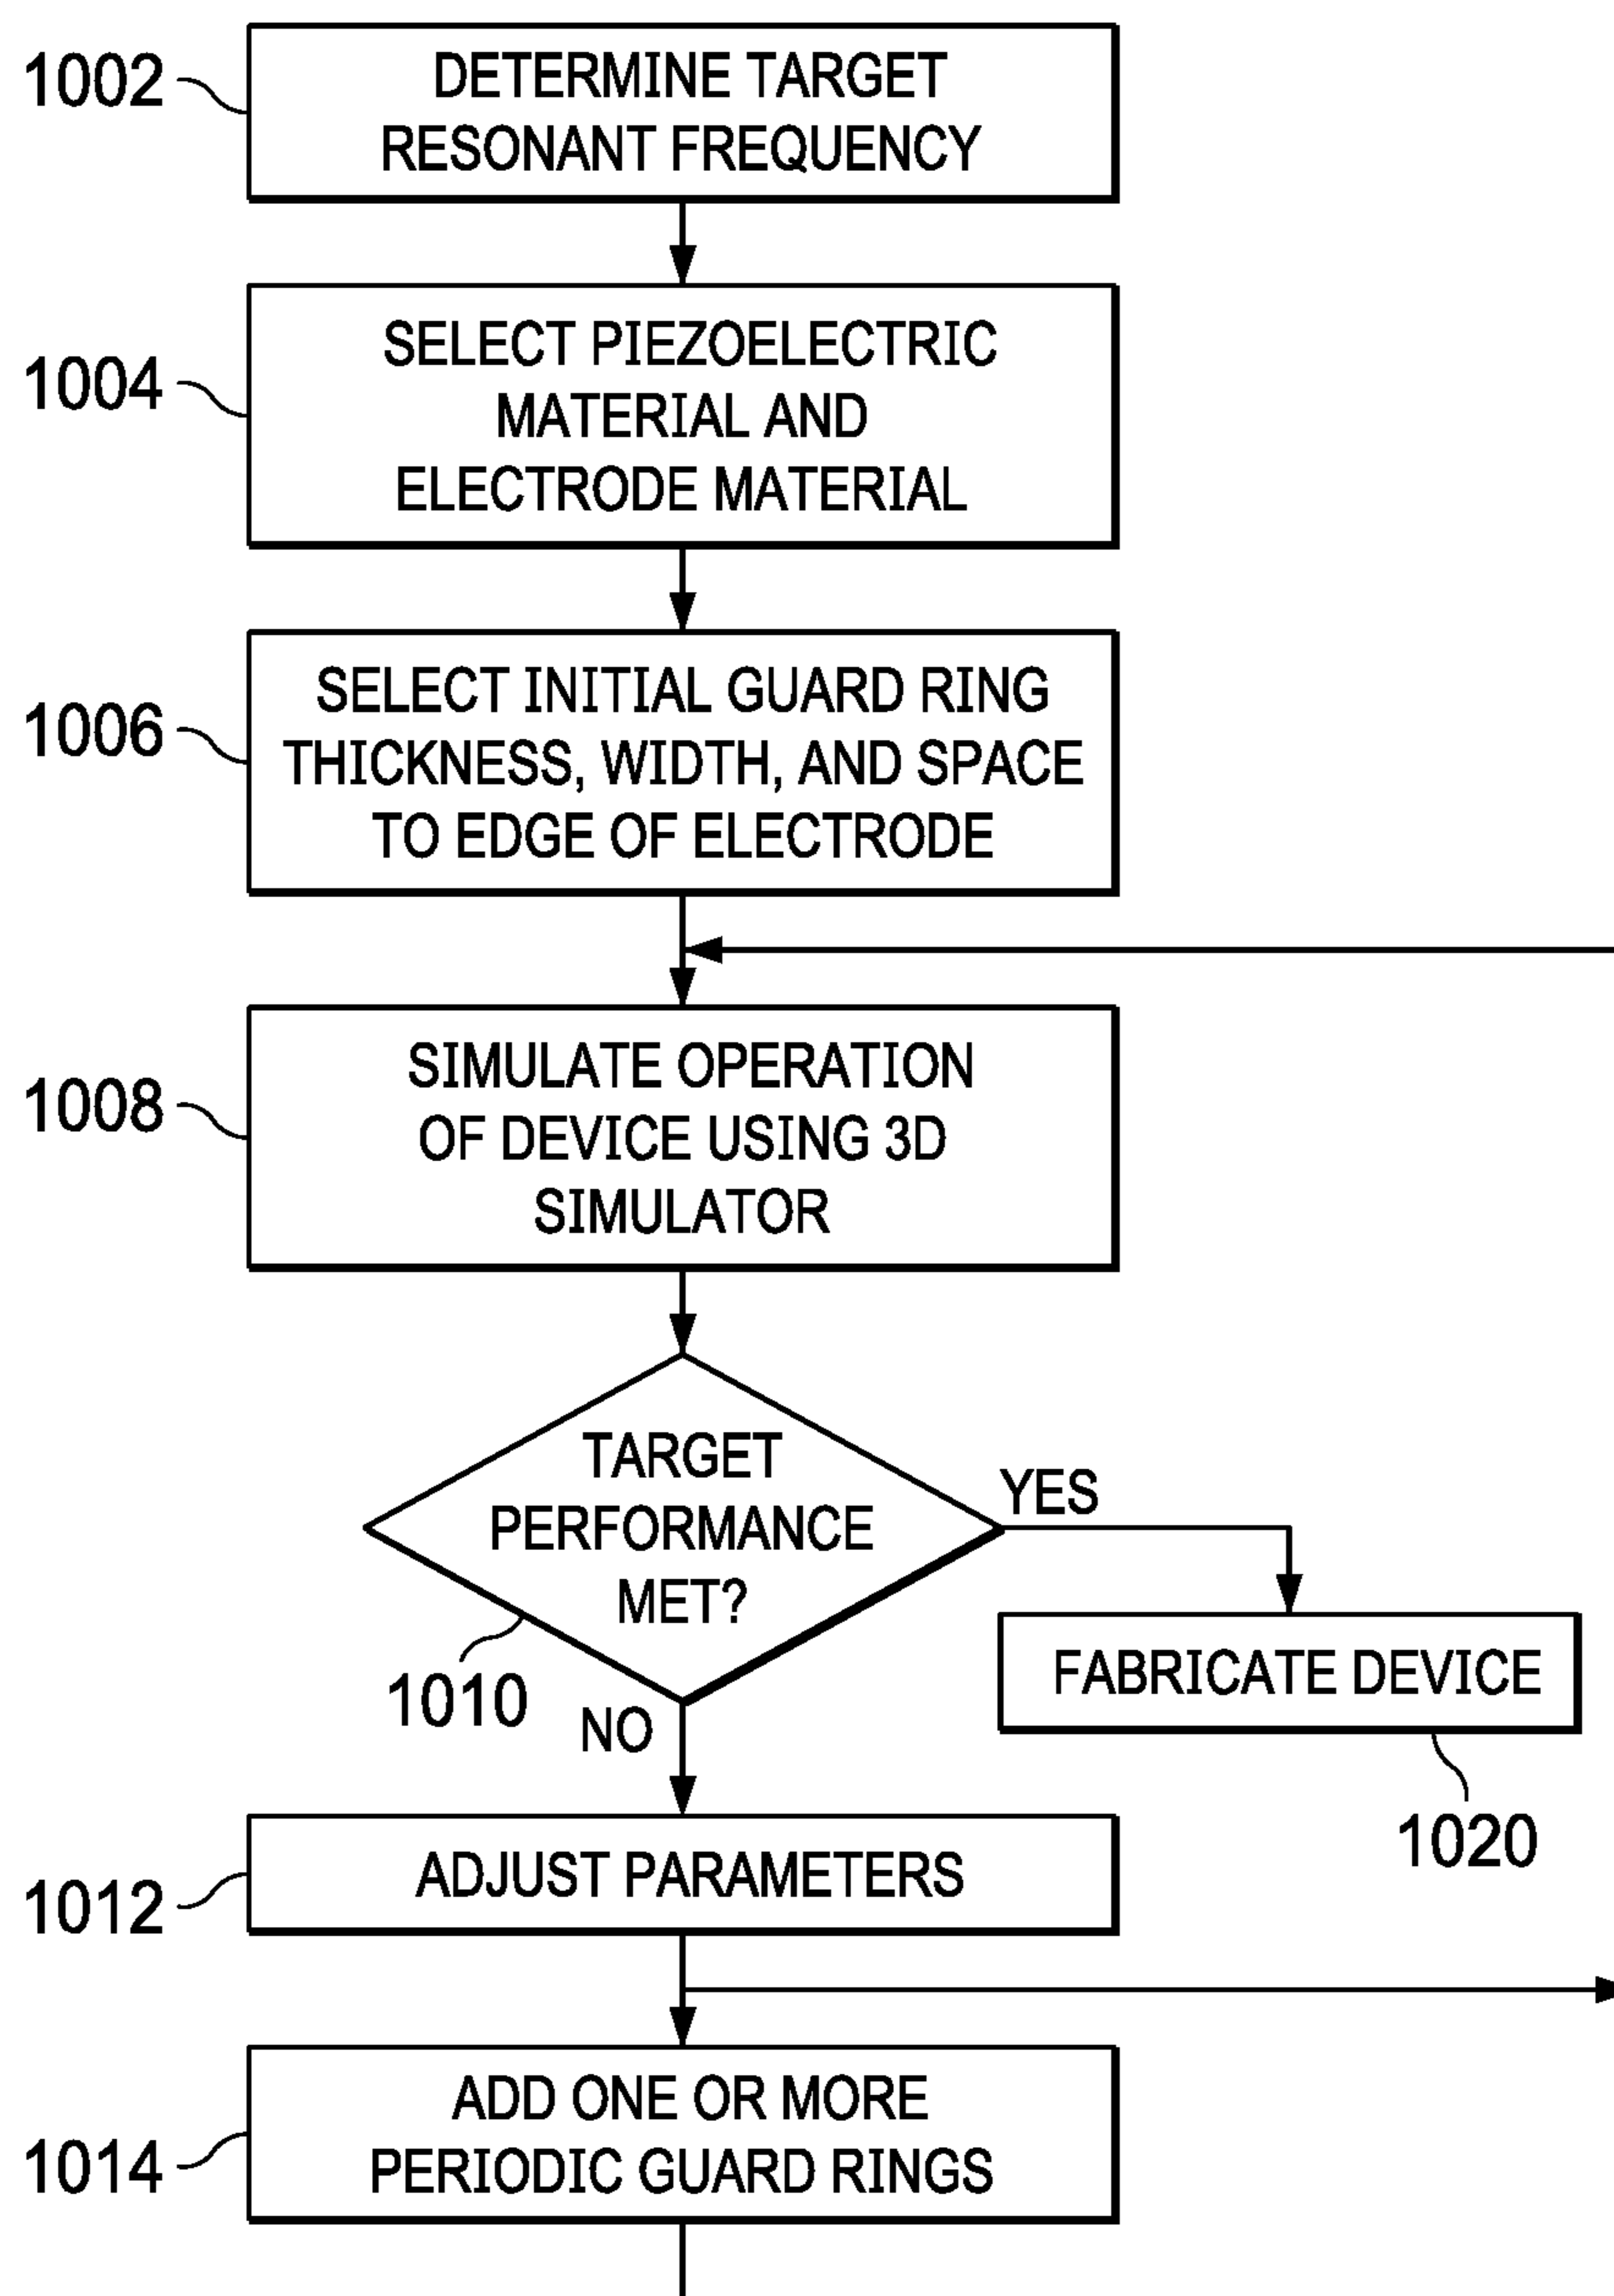 1002
DETERMINE TARGET
RESONANT FREQUENCY
1004
SELECT PIEZOELECTRIC
MATERIAL AND
ELECTRODE MATERIAL
1006
SELECT INITIAL GUARD RING
THICKNESS, WIDTH, AND SPACE
TO EDGE OF ELECTRODE
1008
SIMULATE OPERATION
OF DEVICE USING 3D
SIMULATOR
TARGET
PERFORMANCE
MET?
1010
YES
FABRICATE DEVICE
1020
NO
1012
ADJUST PARAMETERS
1014
ADD ONE OR MORE
PERIODIC GUARD RINGS